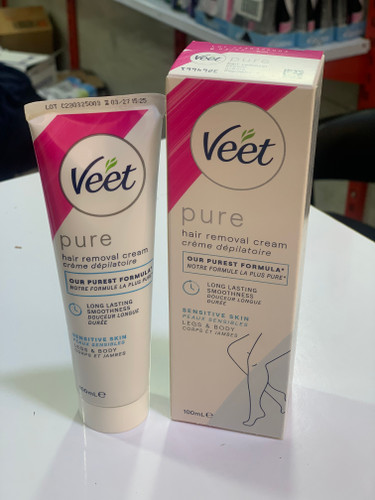 LOT C230325003 03/27 15:25
Veet
pure
hair removal cream
crème dépilatoire
OUR PUREST FORMULA*
NOTRE FORMULE LA PLUS PURE*
LONG LASTING
SMOOTHNESS
DOUCEUR LONGUE
DURÉE
SENSITIVE SKIN
PEAUX SENSIBLES
LEGS & BODY
CORPS ET JAMBES
100mL℮
Veet
pure
Veet
pure
hair removal cream
crème dépilatoire
OUR PUREST FORMULA*
NOTRE FORMULE LA PLUS PURE*
LONG LASTING
SMOOTHNESS
DOUCEUR LONGUE
DURÉE
SENSITIVE SKIN
PEAUX SENSIBLES
LEGS & BODY
CORPS ET JAMBES
100mL℮